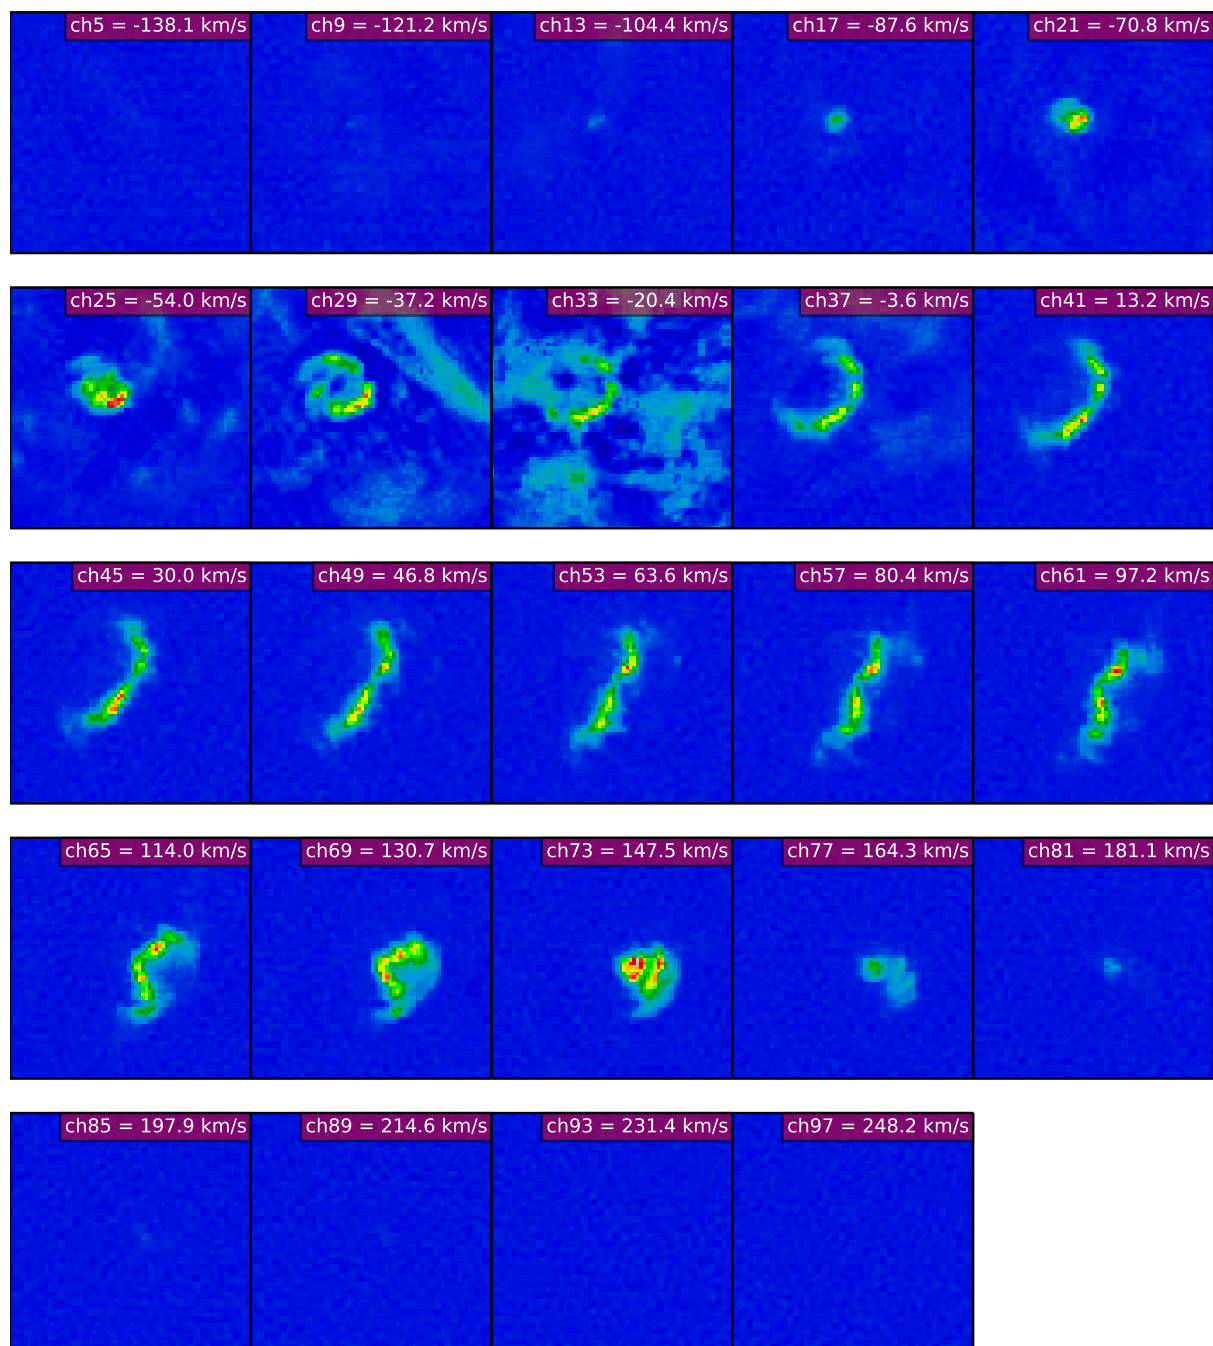 ch5 = -138.1 km/s
ch9 = -121.2 km/s
ch13 = -104.4 km/s
ch17 = -87.6 km/s
ch21 = -70.8 km/s
ch25 = -54.0 km/s
ch29 = -37.2 km/s
ch33 = -20.4 km/s
ch37 = -3.6 km/s
ch41 = 13.2 km/s
ch45 = 30.0 km/s
ch49 = 46.8 km/s
ch53 = 63.6 km/s
ch57 = 80.4 km/s
ch61 = 97.2 km/s
ch65 = 114.0 km/s
ch69 = 130.7 km/s
ch73 = 147.5 km/s
ch77 = 164.3 km/s
ch81 = 181.1 km/s
ch85 = 197.9 km/s
ch89 = 214.6 km/s
ch93 = 231.4 km/s
ch97 = 248.2 km/s